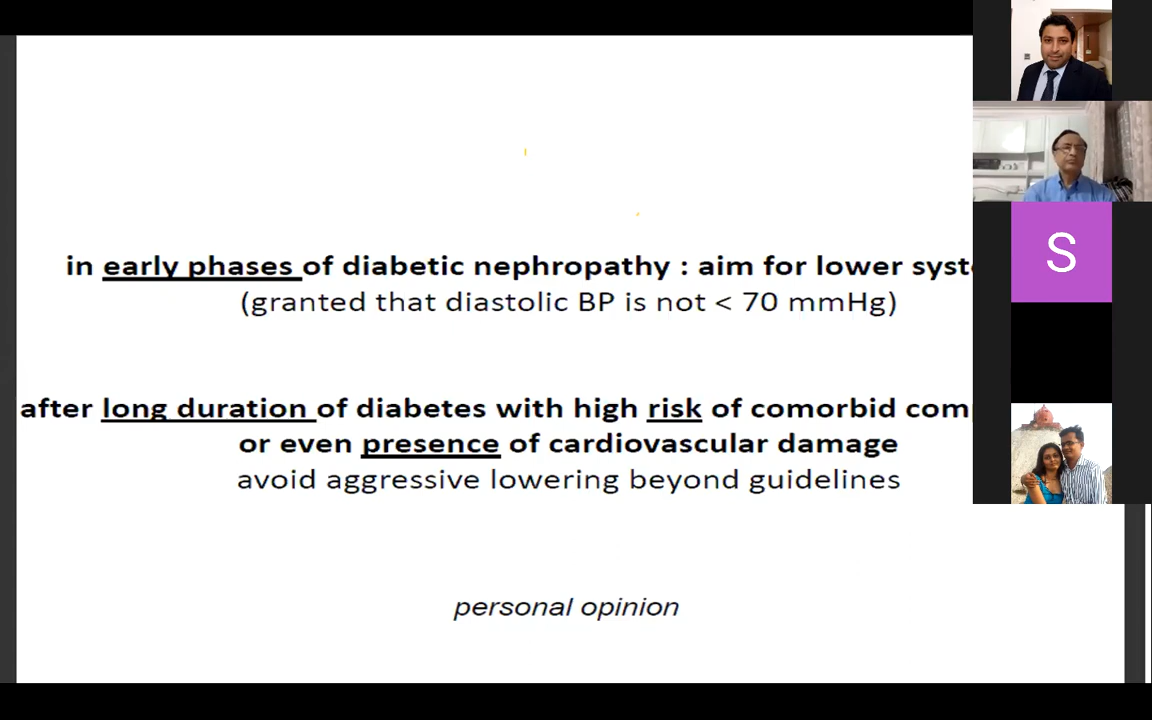 in early phases of diabetic nephropathy : aim for lower
(granted that diastolic BP is not < 70 mmHg)
after long duration of diabetes with high risk of comorbid
or even presence of cardiovascular damage
avoid aggressive lowering beyond guidelines
personal opinion
S